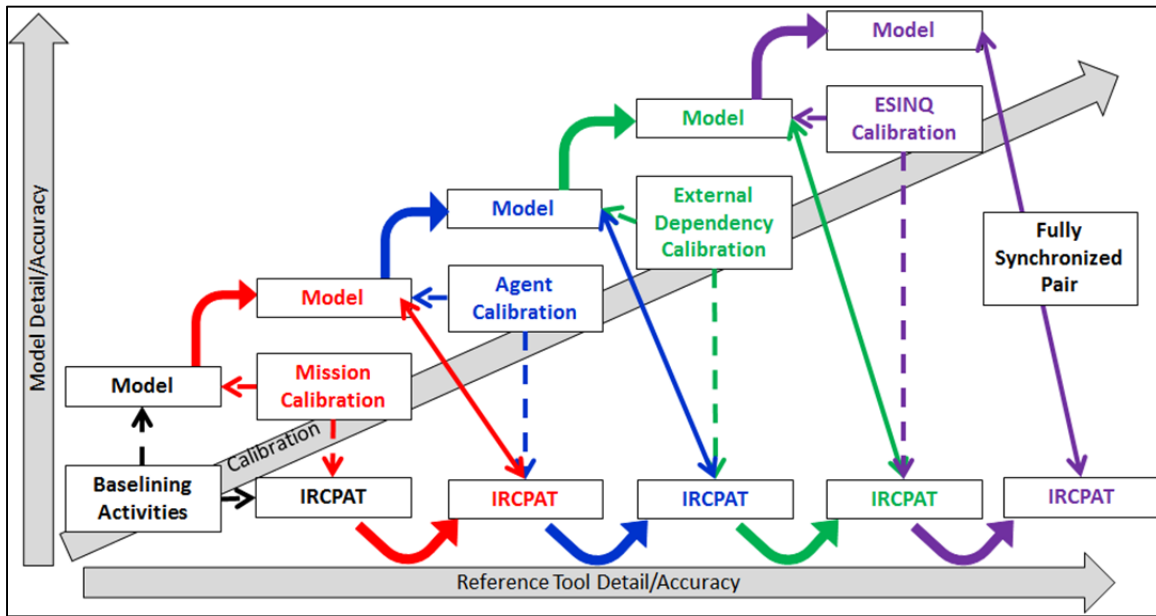 Model
Model
ESINQ
Calibration
Model
External
Dependency
Calibration
Fully
Synchronized
Pair
Model
Agent
Calibration
Model
Mission
Calibration
Model Detail/Accuracy
Calibration
Baselining
Activities
IRCPAT
IRCPAT
IRCPAT
IRCPAT
IRCPAT
Reference Tool Detail/Accuracy